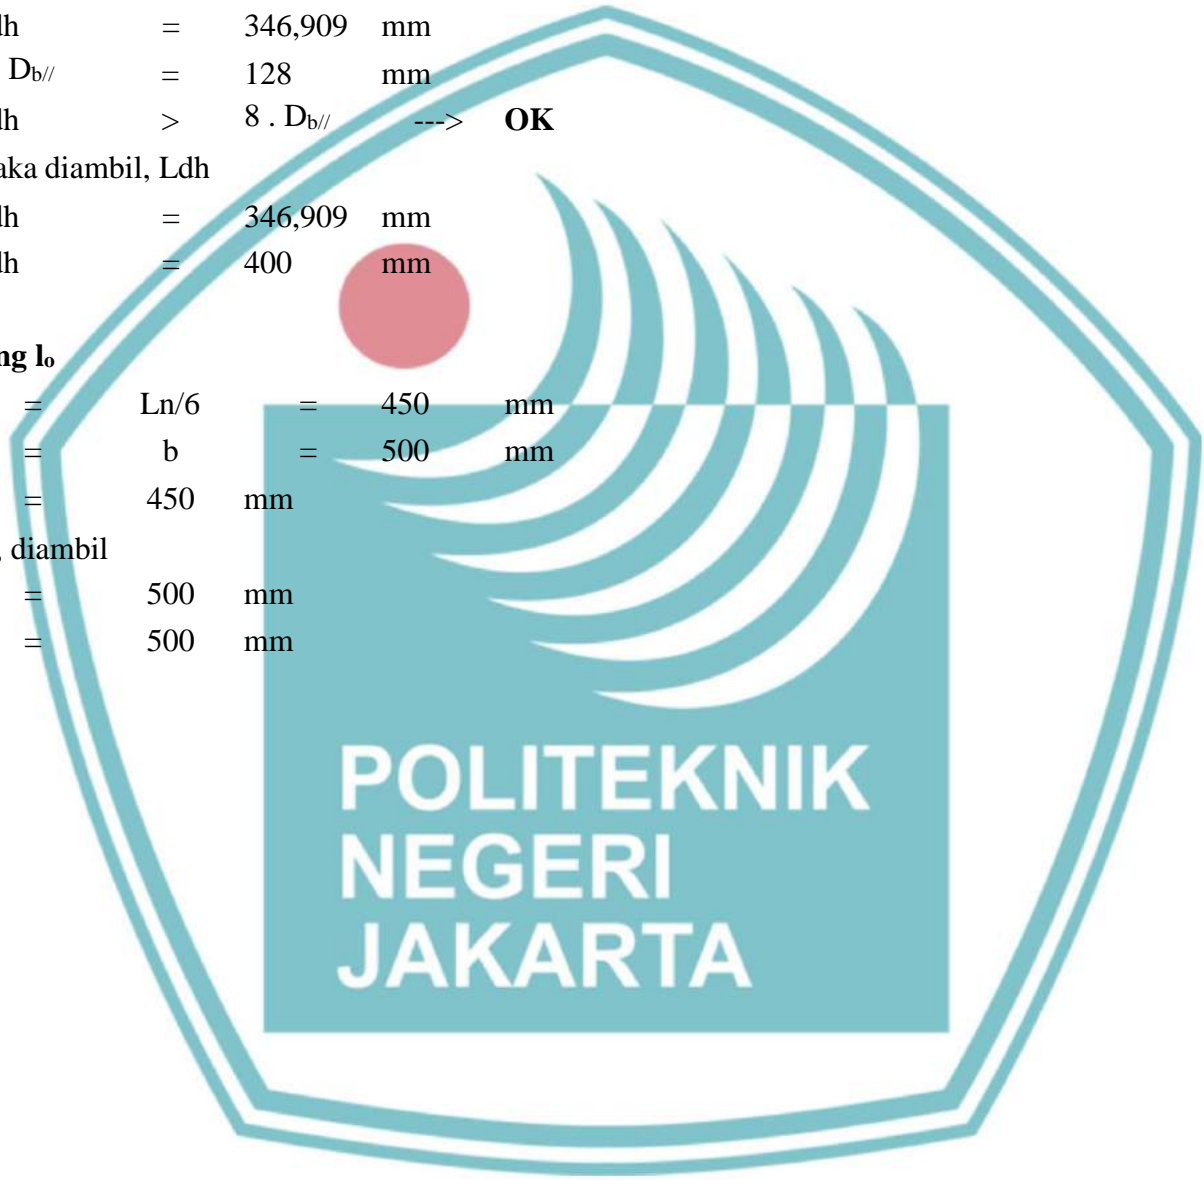 dh = 346,909 mm
Db// = 128 mm
dh > 8 . Db// ---> OK
aka diambil, Ldh
dh = 346,909 mm
dh = 400 mm
ng lo
= Ln/6 = 450 mm
= b = 500 mm
= 450 mm
, diambil
= 500 mm
= 500 mm
POLITEKNIK
NEGERI
JAKARTA